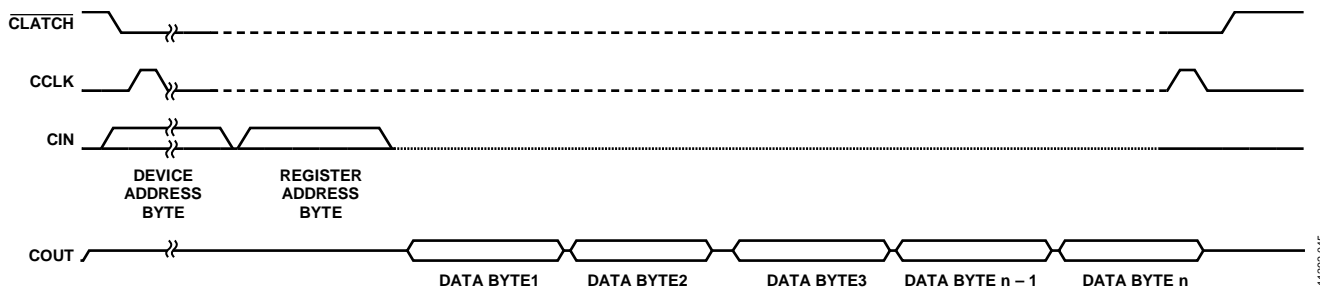 CLATCH
CCLK
CIN
DEVICE
ADDRESS
BYTE
REGISTER
ADDRESS
BYTE
COUT
DATA BYTE1
DATA BYTE2
DATA BYTE3
DATA BYTE n – 1
DATA BYTE n